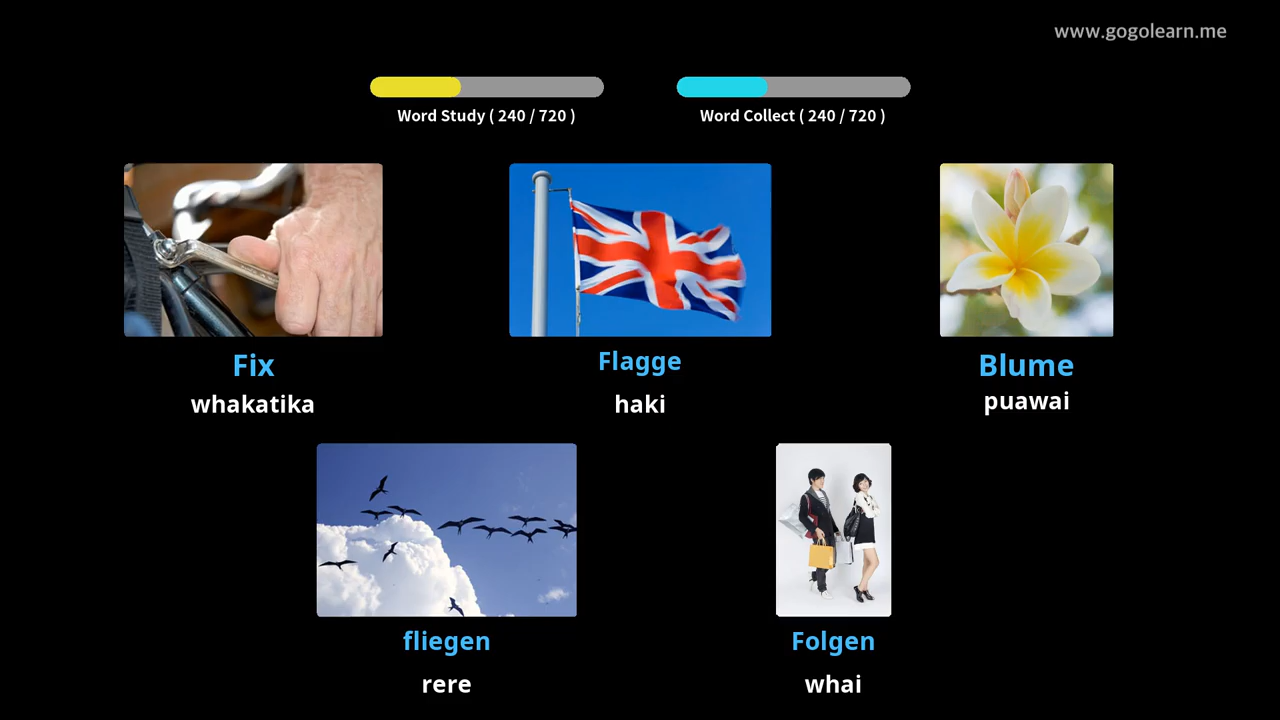 www.gogolearn.me
Word Study ( 240 / 720 )
Word Collect ( 240 / 720 )
Fix
whakatika
Flagge
haki
Blume
puawai
fliegen
rere
Folgen
whai